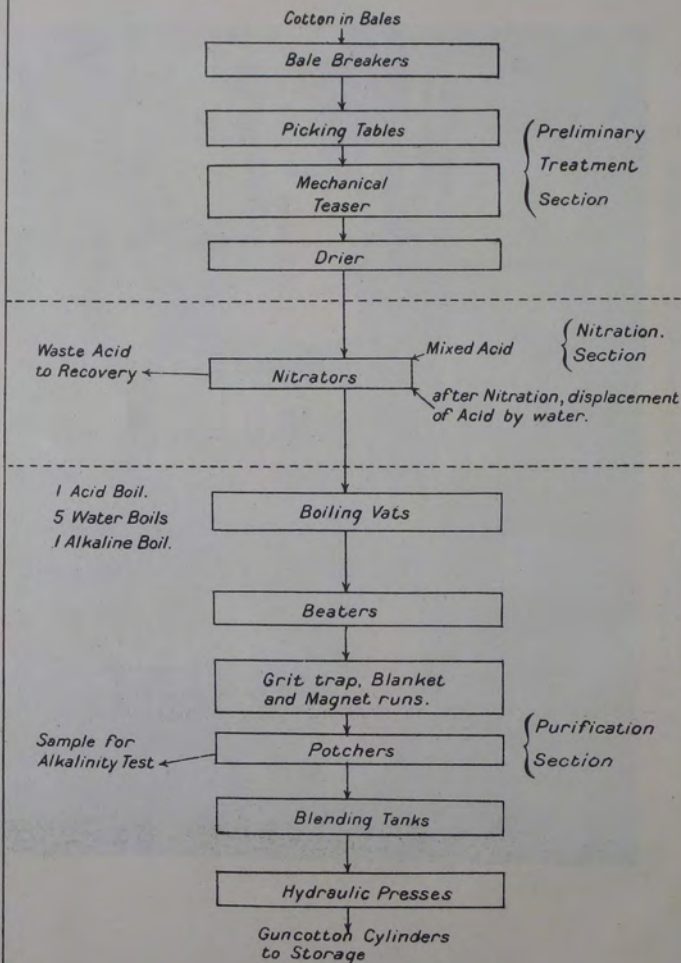 Cotton in Bales
Bale Breakers
Picking Tables
Preliminary
Treatment
Section
Mechanical
Teaser
Drier
Waste Acid
to Recovery
Mixed Acid
Nitration.
Section
Nitrators
after Nitration, displacement
of Acid by water.
1 Acid Boil.
5 Water Boils
1 Alkaline Boil.
Boiling Vats
Beaters
Grit trap, Blanket
and Magnet runs.
Purification
Section
Sample for
Alkalinity Test
Potchers
Blending Tanks
Hydraulic Presses
Guncotton Cylinders
to Storage